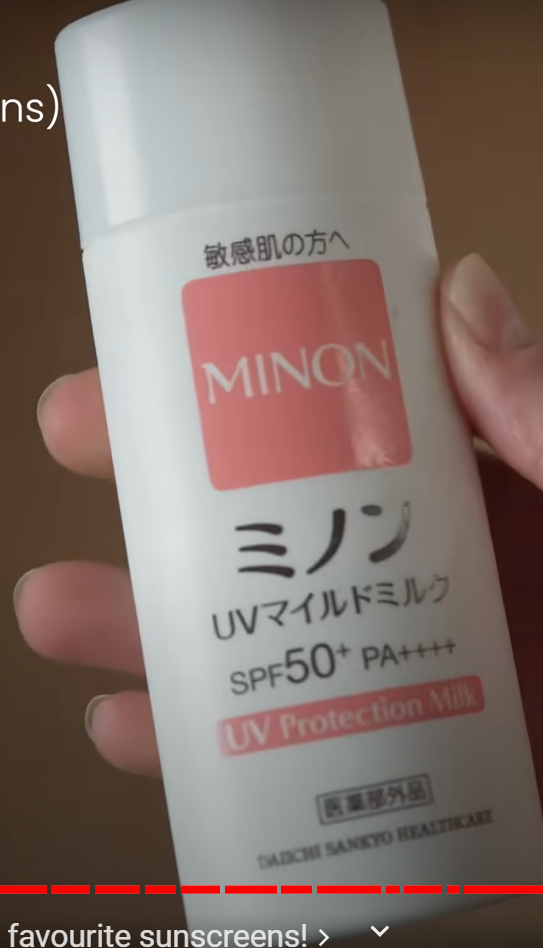 ns)
敏感肌の方へ
MINON
ミノン
UVマイルドミルク
SPF50+ PA++++
UV Protection Milk
医薬部外品
DAIICHI SANKYO HEALTHCARE
favourite sunscreens! >